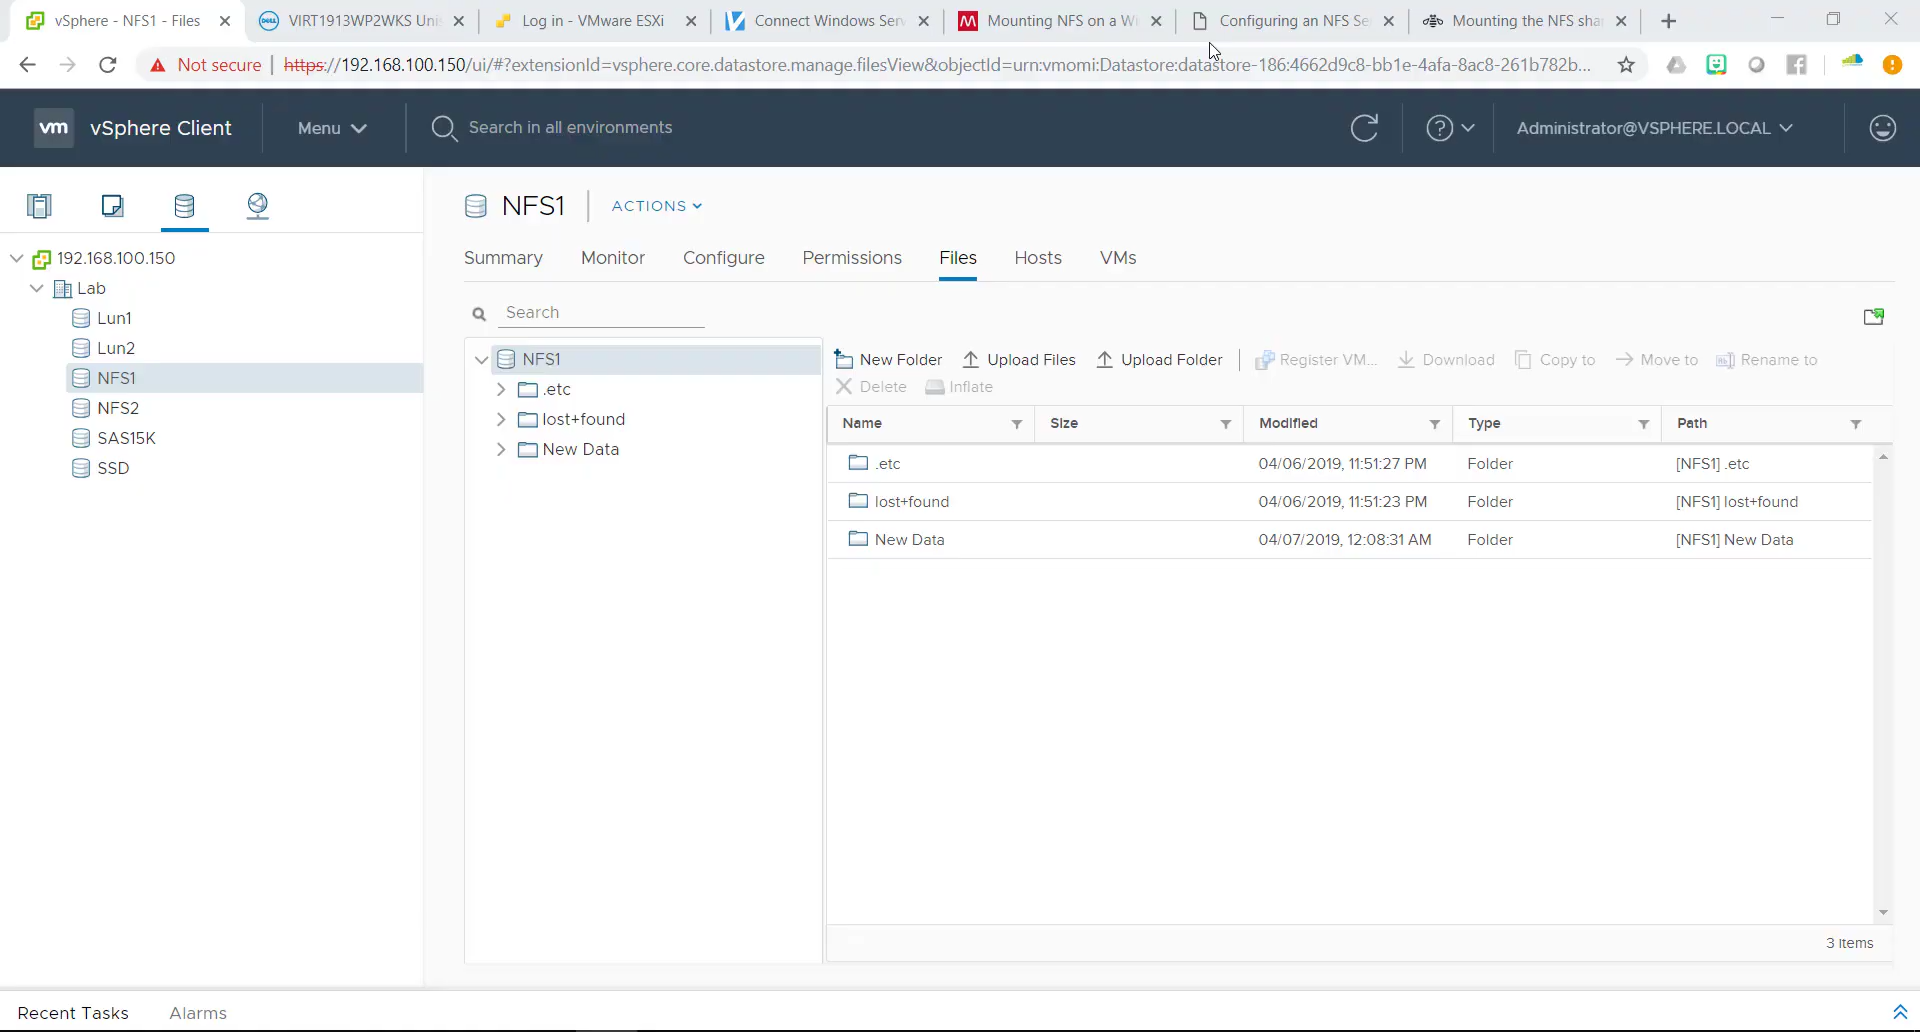 vSphere - NFS1 - Files
VIRT1913WP2WKS Unis
Log in - VMware ESXi
Connect Windows Serv
M
Mounting NFS on a Wi
Configuring an NFS Se
Mounting the NFS shar
Not secure
https://192.168.100.150/ui/#?extensionId=vsphere.core.datastore.manage.filesView&objectId=urn:vmomi:Datastore:datastore-186:4662d9c8-bb1e-4afa-8ac8-261b782b...
vm vSphere Client
Menu
Search in all environments
Administrator@VSPHERE.LOCAL
192.168.100.150
Lab
Lun1
Lun2
NFS1
NFS2
SAS15K
SSD
NFS1
ACTIONS
Summary Monitor Configure Permissions Files Hosts VMs
Search
NFS1
.etc
lost+found
New Data
New Folder Upload Files Upload Folder Register VM... Download Copy to Move to Rename to
Delete Inflate
Name Size Modified Type Path
.etc 04/06/2019, 11:51:27 PM Folder [NFS1] .etc
lost+found 04/06/2019, 11:51:23 PM Folder [NFS1] lost+found
New Data 04/07/2019, 12:08:31 AM Folder [NFS1] New Data
3 items
Recent Tasks Alarms